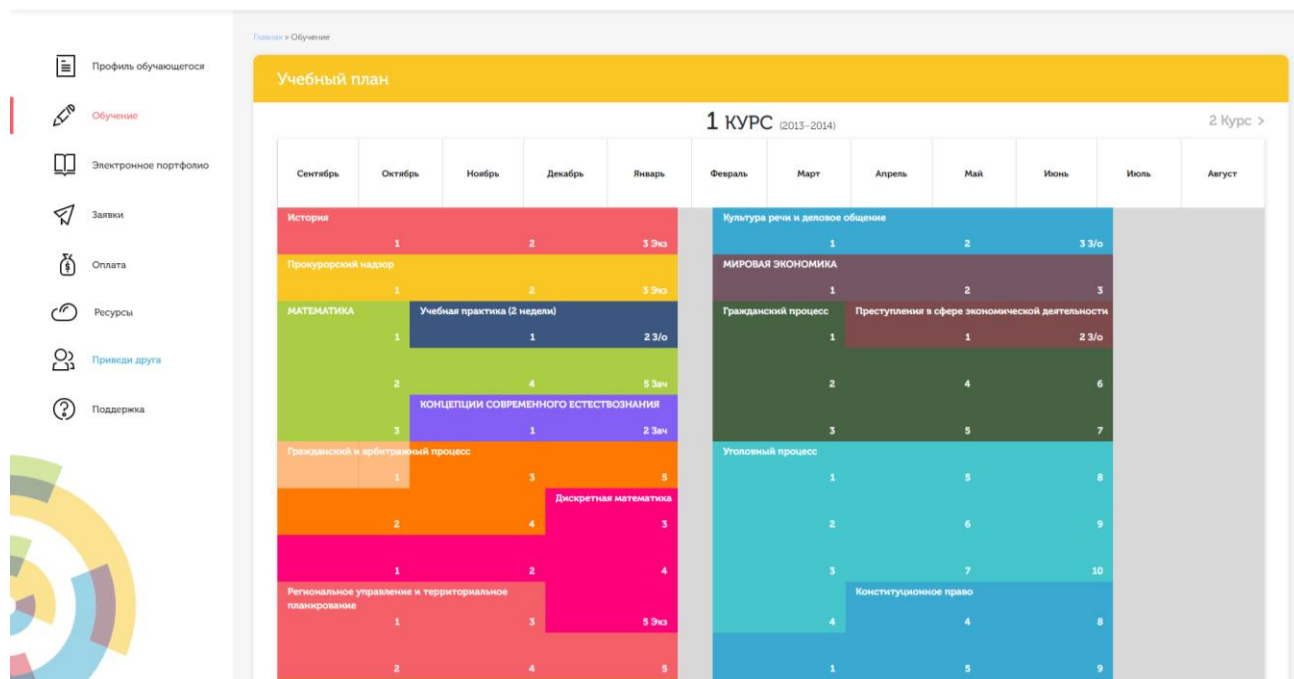 Главная > Обучение
Профиль обучающегося
Обучение
Электронное портфолио
Заявки
Оплата
Ресурсы
Приведи друга
Поддержка
Учебный план
1 КУРС (2013–2014)
2 Курс >
Сентябрь Октябрь Ноябрь Декабрь Январь Февраль Март Апрель Май Июнь Июль Август
История Культура речи и деловое общение
1 2 3 Экз 1 2 3 З/о
Прокурорский надзор МИРОВАЯ ЭКОНОМИКА
1 2 3 Экз 1 2 3
МАТЕМАТИКА Учебная практика (2 недели) Гражданский процесс Преступления в сфере экономической деятельности
1 1 2 З/о 1 1 2 З/о
2 4 5 Зач 2 4 6
КОНЦЕПЦИИ СОВРЕМЕННОГО ЕСТЕСТВОЗНАНИЯ
3 1 2 Зач 3 5 7
Гражданский и арбитражный процесс Уголовный процесс
1 3 5 1 5 8
Дискретная математика
2 4 3 2 6 9
1 2 4 3 7 10
Региональное управление и территориальное Конституционное право
планирование
1 3 5 Экз 4 4 8
2 4 5 1 5 9